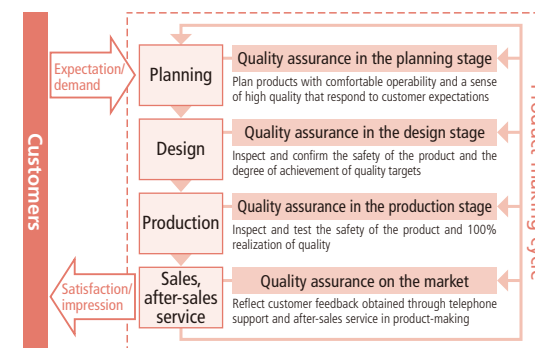 Customers
Expectation/
demand
Planning
Quality assurance in the planning stage
Plan products with comfortable operability and a sense
of high quality that respond to customer expectations
Design
Quality assurance in the design stage
Inspect and confirm the safety of the product and the
degree of achievement of quality targets
Production
Quality assurance in the production stage
Inspect and test the safety of the product and 100%
realization of quality
Satisfaction/
impression
Sales,
after-sales
service
Quality assurance on the market
Reflect customer feedback obtained through telephone
support and after-sales service in product-making
Product making cycle